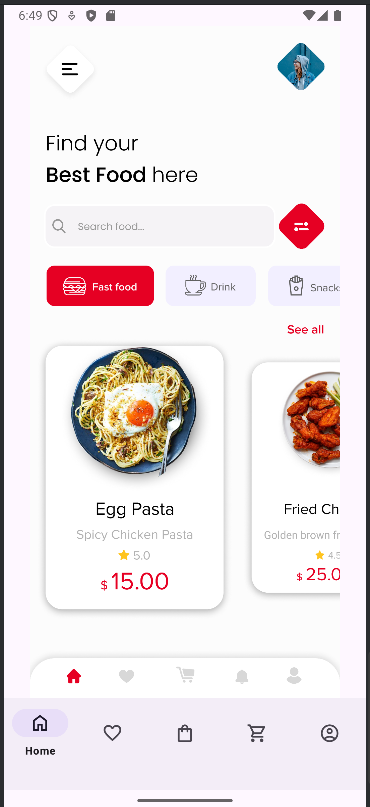 6:49
Find your
Best Food here
Search food...
Fast food
Drink
Snacks
See all
Egg Pasta
Spicy Chicken Pasta
5.0
$ 15.00
Fried Ch
Golden brown fr
4.5
$ 25.0
Home